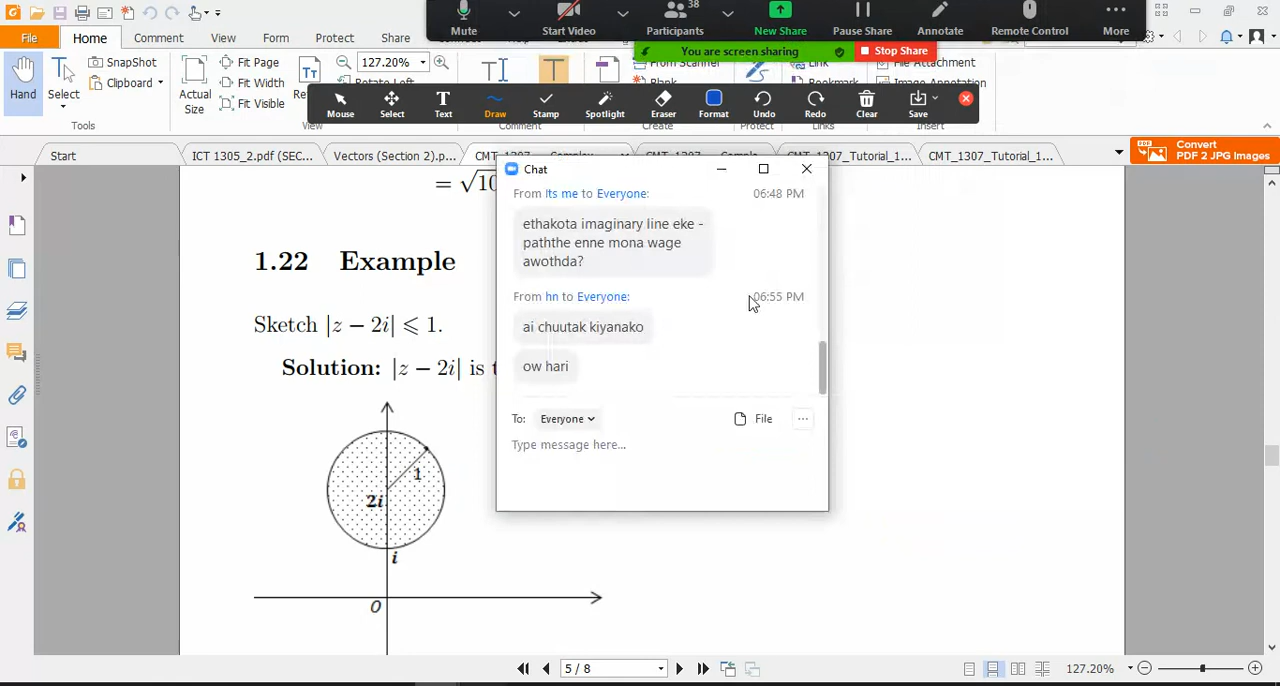 38
Mute
Start Video
Participants
New Share
Pause Share
Annotate
Remote Control
More
You are screen sharing
Stop Share
File
Home
Comment
View
Form
Protect
Share
Hand
Select
Snapshot
Clipboard
Actual
Size
Fit Page
Fit Width
Fit Visible
127.20%
Rotate Left
From Scanner
Blank
Link
Bookmark
File Attachment
Image Annotation
Tools
View
Comment
Create
Protect
Links
Insert
Mouse
Select
Text
Draw
Stamp
Spotlight
Eraser
Format
Undo
Redo
Clear
Save
Start
ICT 1305_2.pdf (SEC...
Vectors (Section 2)....
CMT_1307_Tutorial_1...
CMT_1307_Tutorial_1...
Convert
PDF 2 JPG Images
Chat
From Its me to Everyone:
06:48 PM
ethakota imaginary line eke -
paththe enne mona wage
awothda?
From hn to Everyone:
06:55 PM
ai chuutak kiyanako
ow hari
To: Everyone
File
...
Type message here...
= √10
1.22 Example
Sketch |z − 2i| ⩽ 1.
Solution: |z − 2i| is t
1
2i
i
O
5 / 8
127.20%